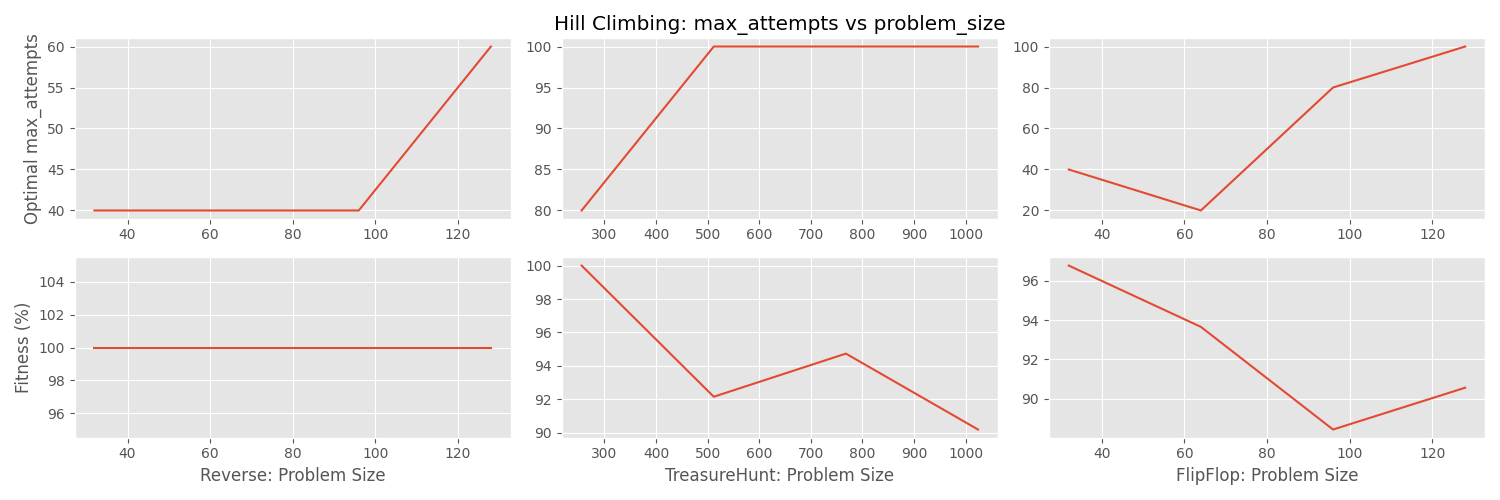 Hill Climbing: max_attempts vs problem_size
Optimal max_attempts
60
55
50
45
40
40 60 80 100 120
100
95
90
85
80
300 400 500 600 700 800 900 1000
100
80
60
40
20
40 60 80 100 120
Fitness (%)
104
102
100
98
96
40 60 80 100 120
Reverse: Problem Size
100
98
96
94
92
90
300 400 500 600 700 800 900 1000
TreasureHunt: Problem Size
96
94
92
90
40 60 80 100 120
FlipFlop: Problem Size